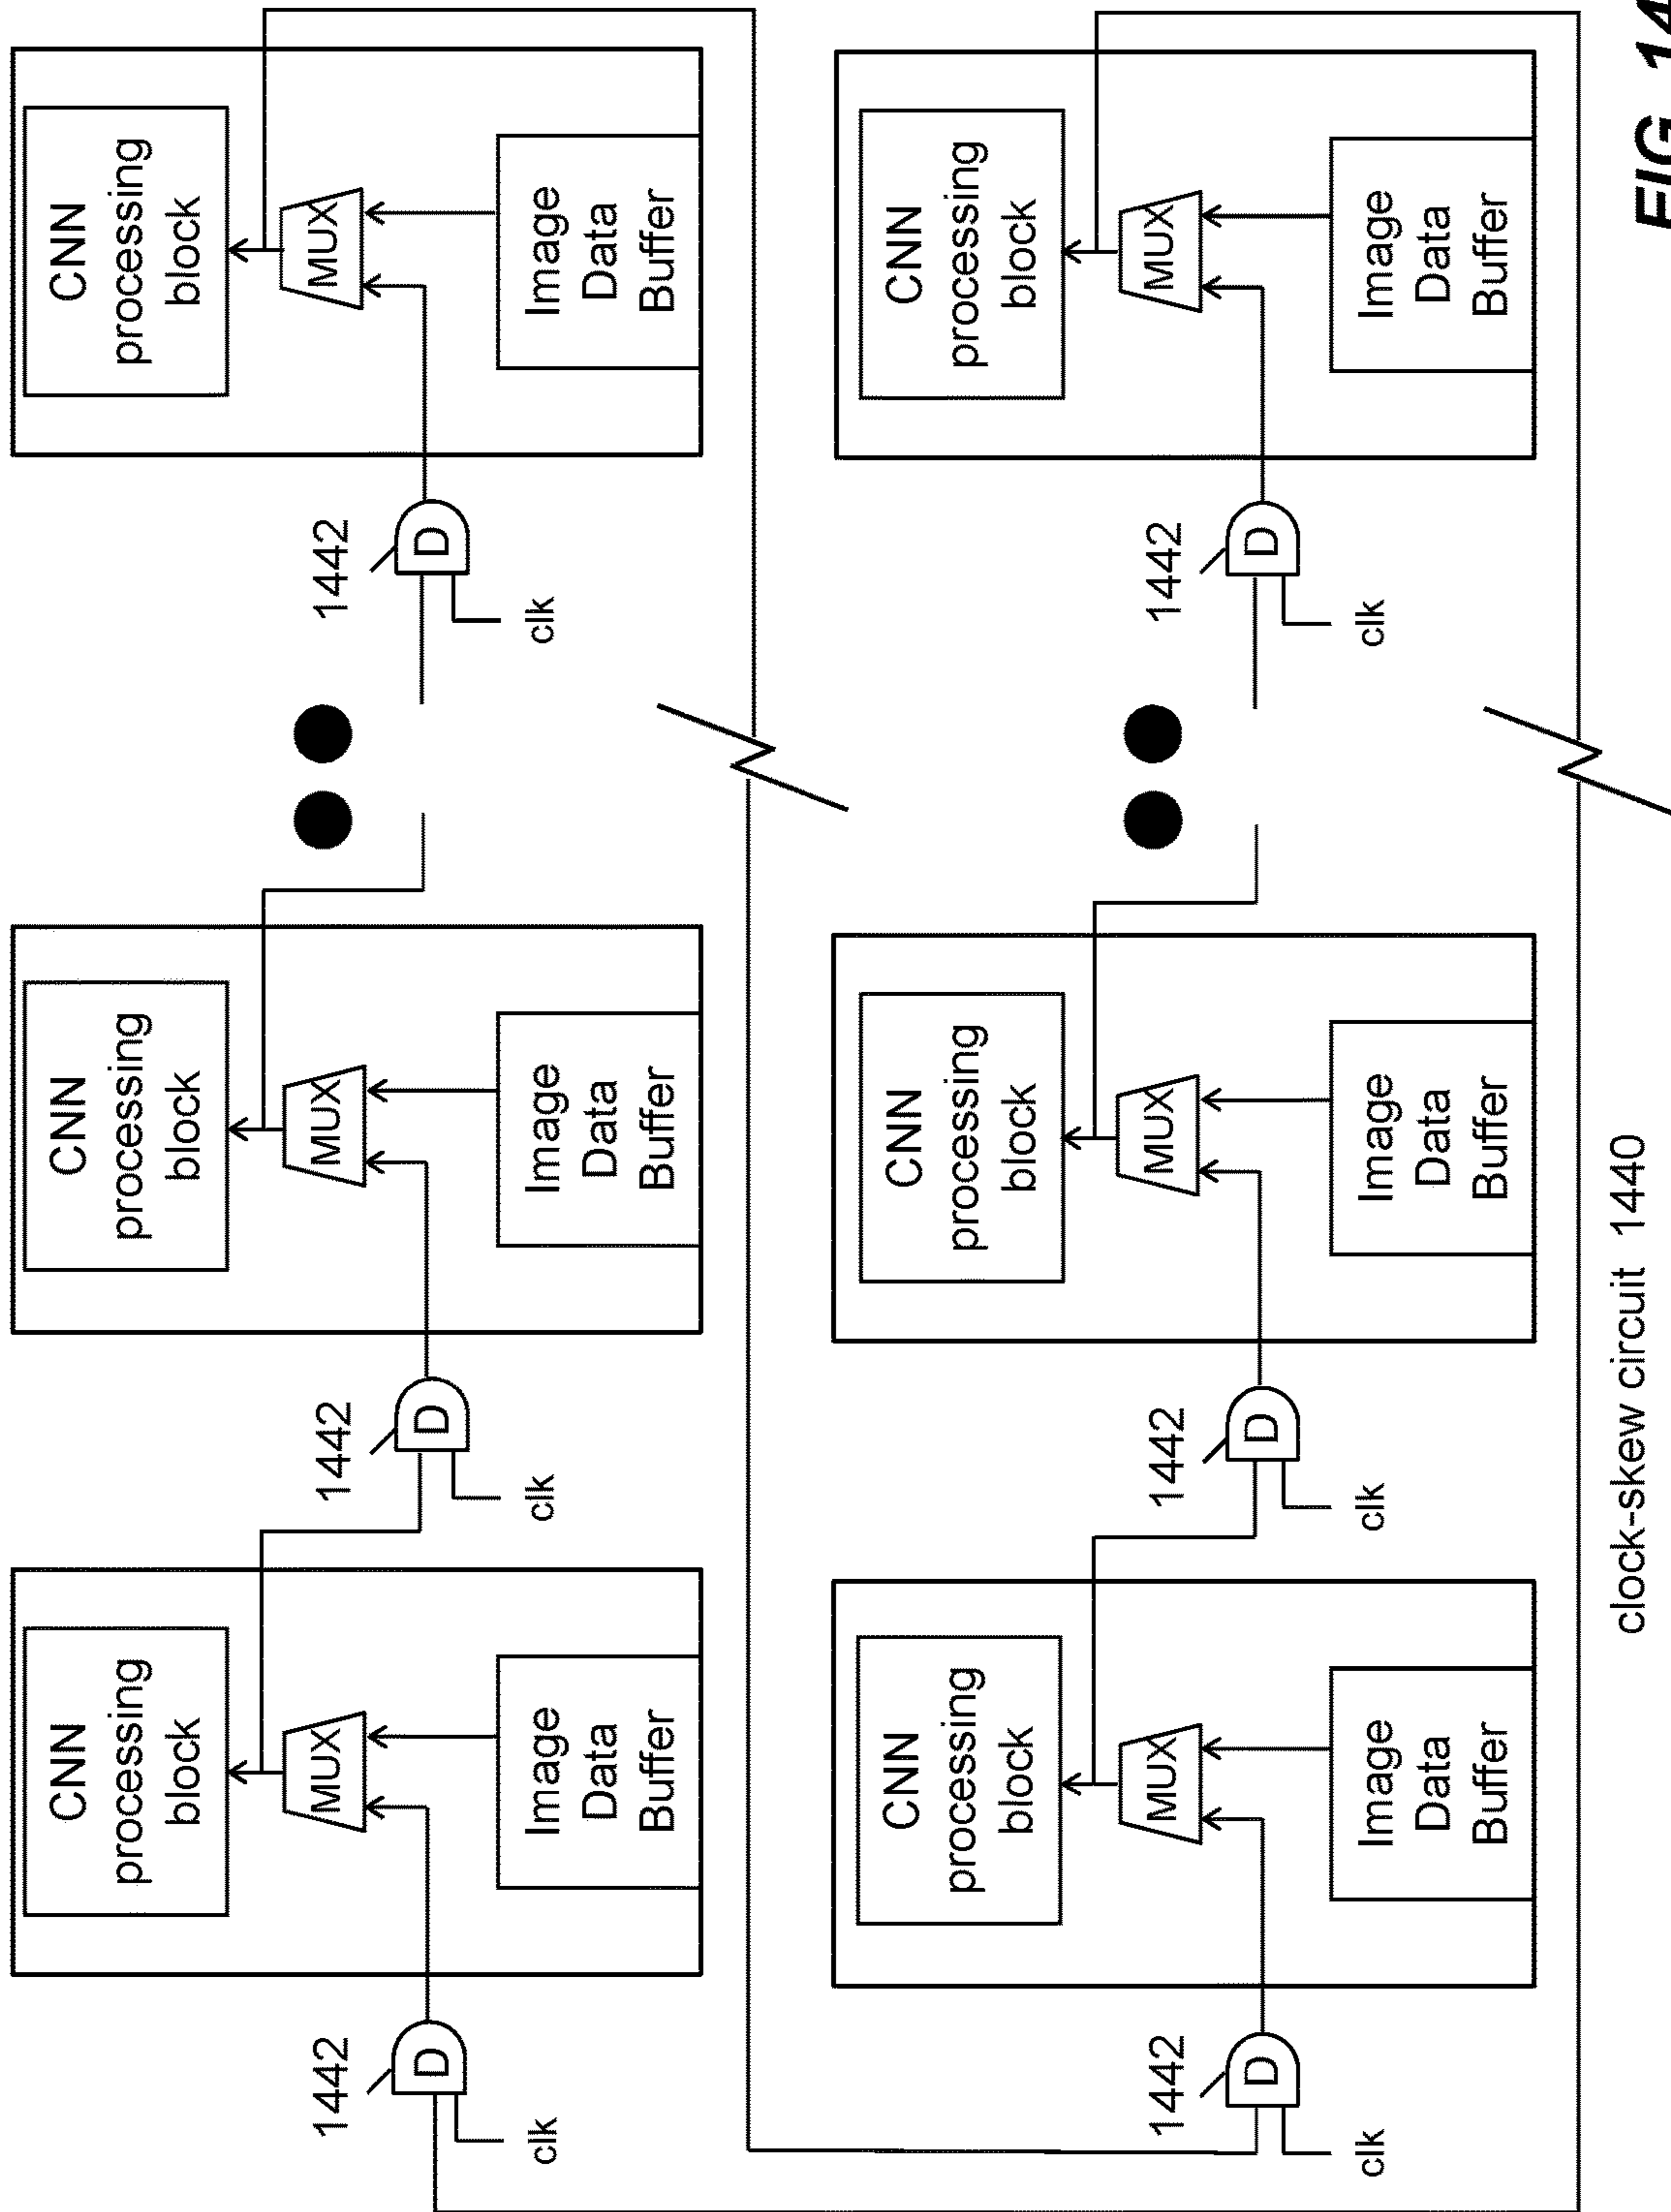 CNN
processing
block
MUX
Image
Data
Buffer
1442
D
clk
CNN
processing
block
MUX
Image
Data
Buffer
1442
D
clk
CNN
processing
block
MUX
Image
Data
Buffer
1442
D
clk
CNN
processing
block
MUX
Image
Data
Buffer
1442
D
clk
CNN
processing
block
MUX
Image
Data
Buffer
1442
D
clk
CNN
processing
block
MUX
Image
Data
Buffer
1442
D
clk
clock-skew circuit 1440
FIG 14